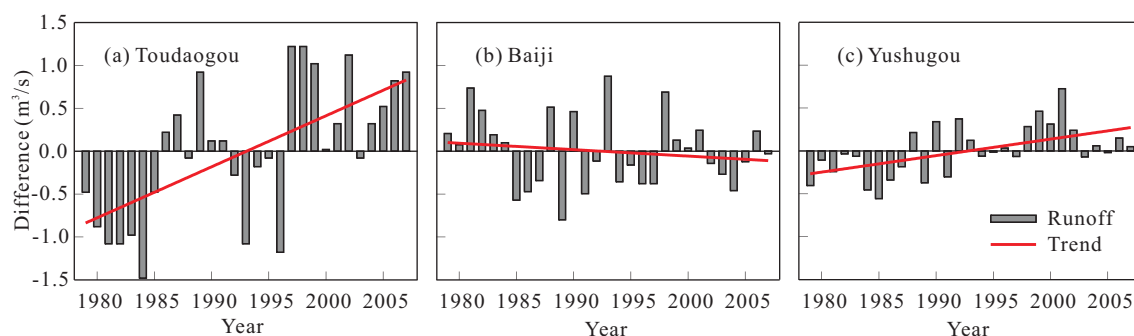 1.5
1.0
0.5
0.0
-0.5
-1.0
-1.5
Difference (m³/s)
(a) Toudaogou
(b) Baiji
(c) Yushugou
Runoff
Trend
1980 1985 1990 1995 2000 2005
1980 1985 1990 1995 2000 2005
1980 1985 1990 1995 2000 2005
Year
Year
Year